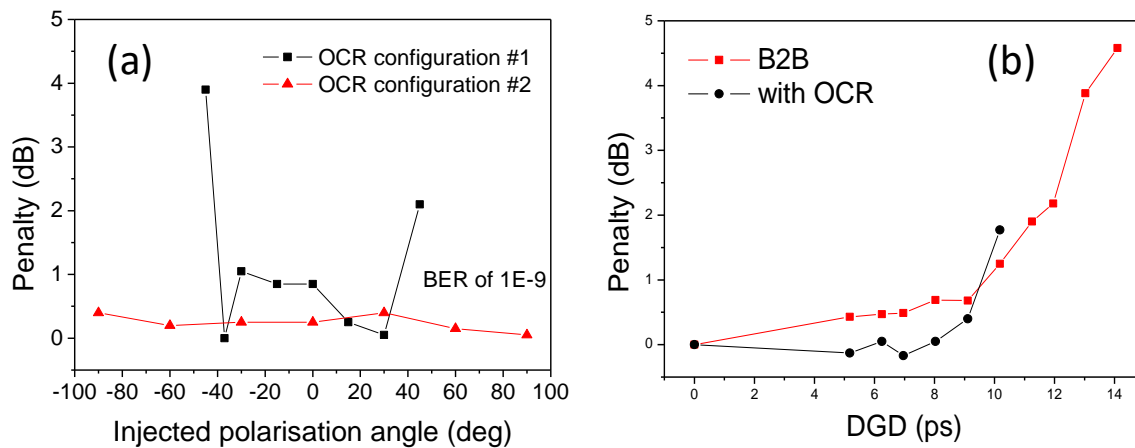 (a)
OCR configuration #1
OCR configuration #2
BER of 1E-9
Penalty (dB)
5
4
3
2
1
0
-100 -80 -60 -40 -20 0 20 40 60 80 100
Injected polarisation angle (deg)
(b)
B2B
with OCR
Penalty (dB)
5
4
3
2
1
0
0 2 4 6 8 10 12 14
DGD (ps)